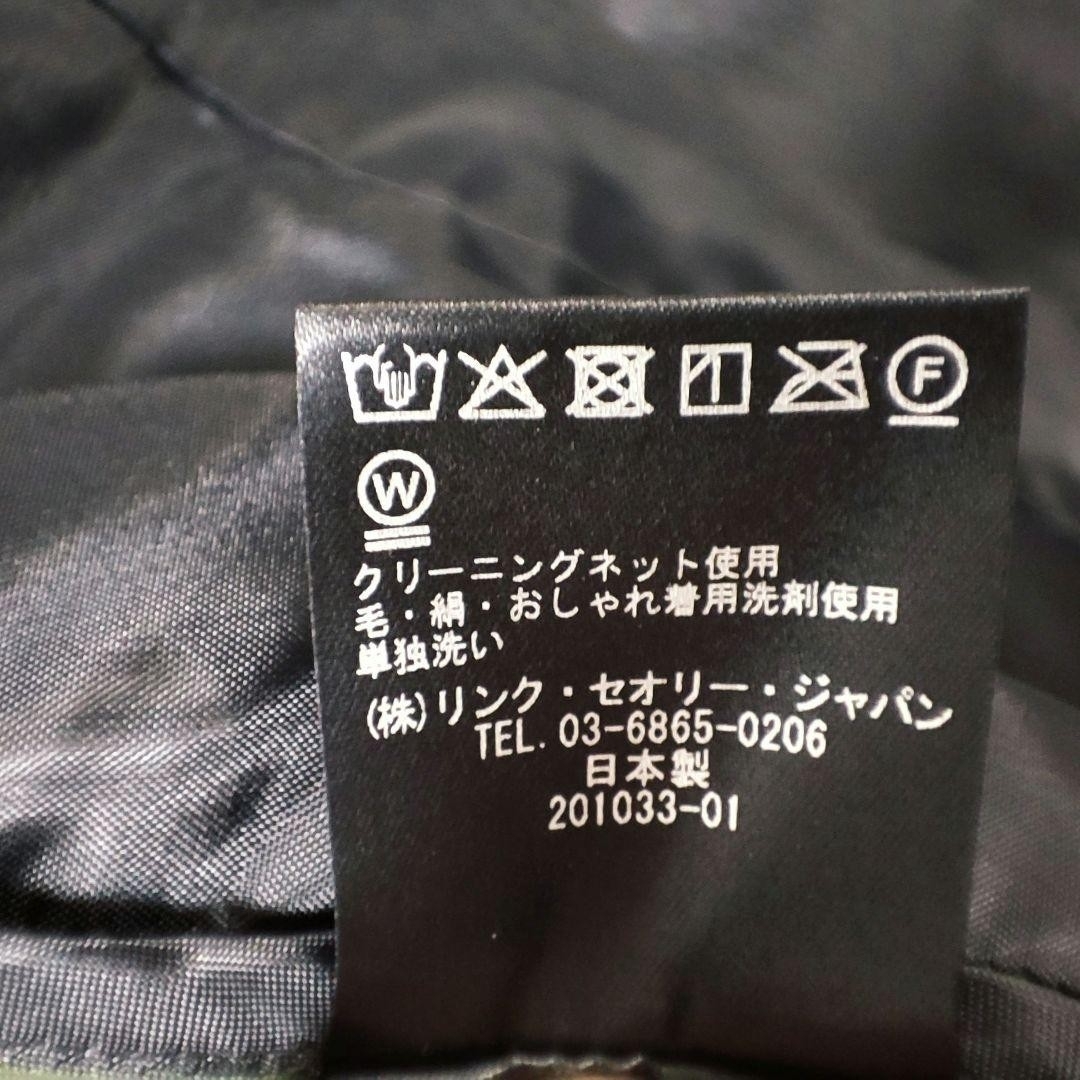 F
W
クリーニングネット使用
毛・絹・おしゃれ着用洗剤使用
単独洗い
(株)リンク・セオリー・ジャパン
TEL. 03-6865-0206
日本製
201033-01